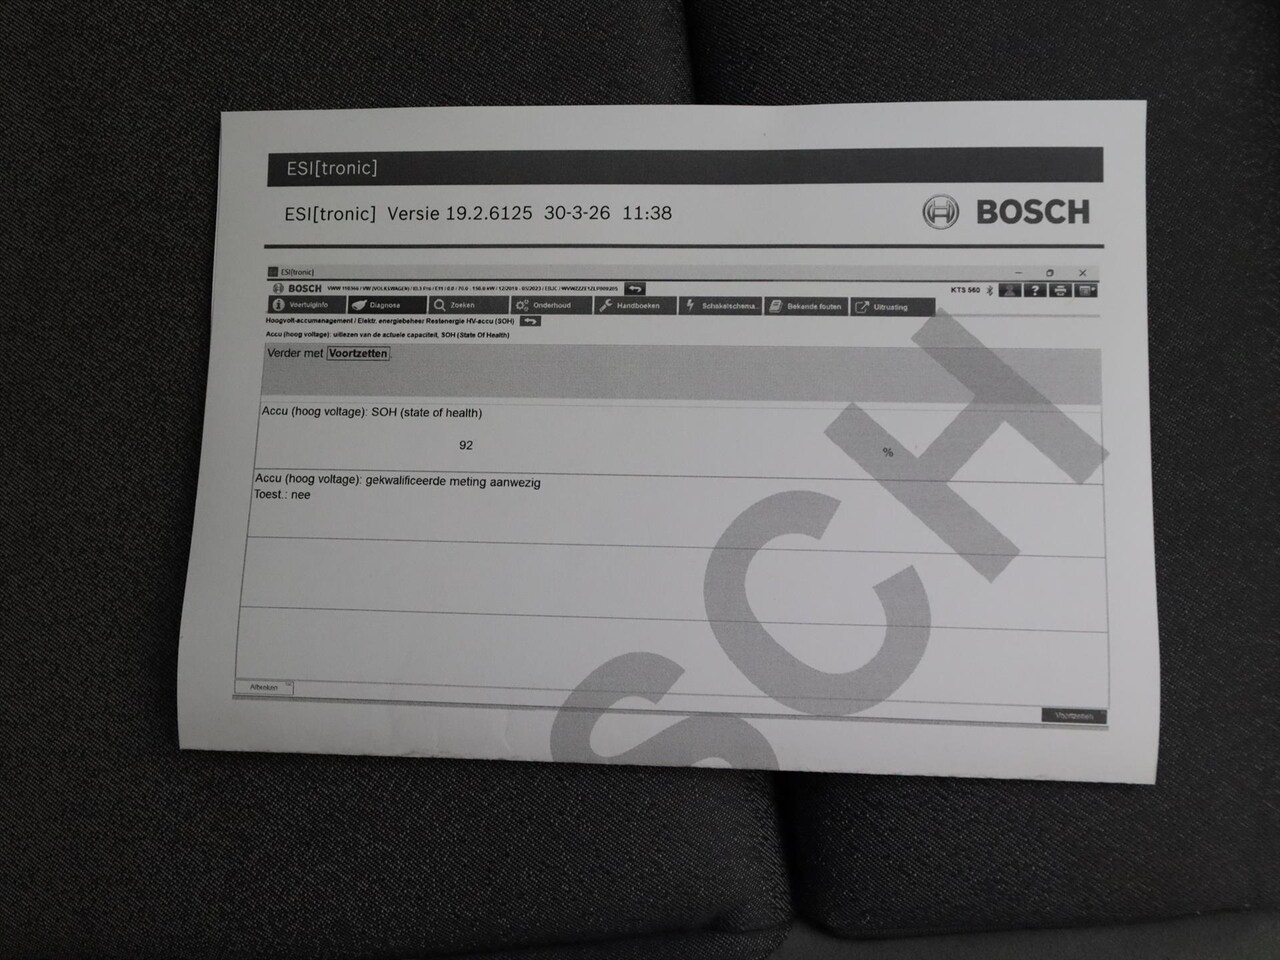 ESI[tronic]
ESI[tronic] Versie 19.2.6125 30-3-26 11:38
BOSCH
ESI[tronic]
BOSCH
KTS 560
Voertuiginfo Diagnose Zoeken Onderhoud Handboeken Schakelschema... Bekende fouten Uitrusting
Hoogvolt-accumanagement / Elektr. energiebeheer Restenergie HV-accu (SOH)
Accu (hoog voltage): uitlezen van de actuele capaciteit, SOH (State Of Health)
Verder met Voortzetten.
Accu (hoog voltage): SOH (state of health)
92 %
Accu (hoog voltage): gekwalificeerde meting aanwezig
Toest.: nee
Voortzetten
SCH